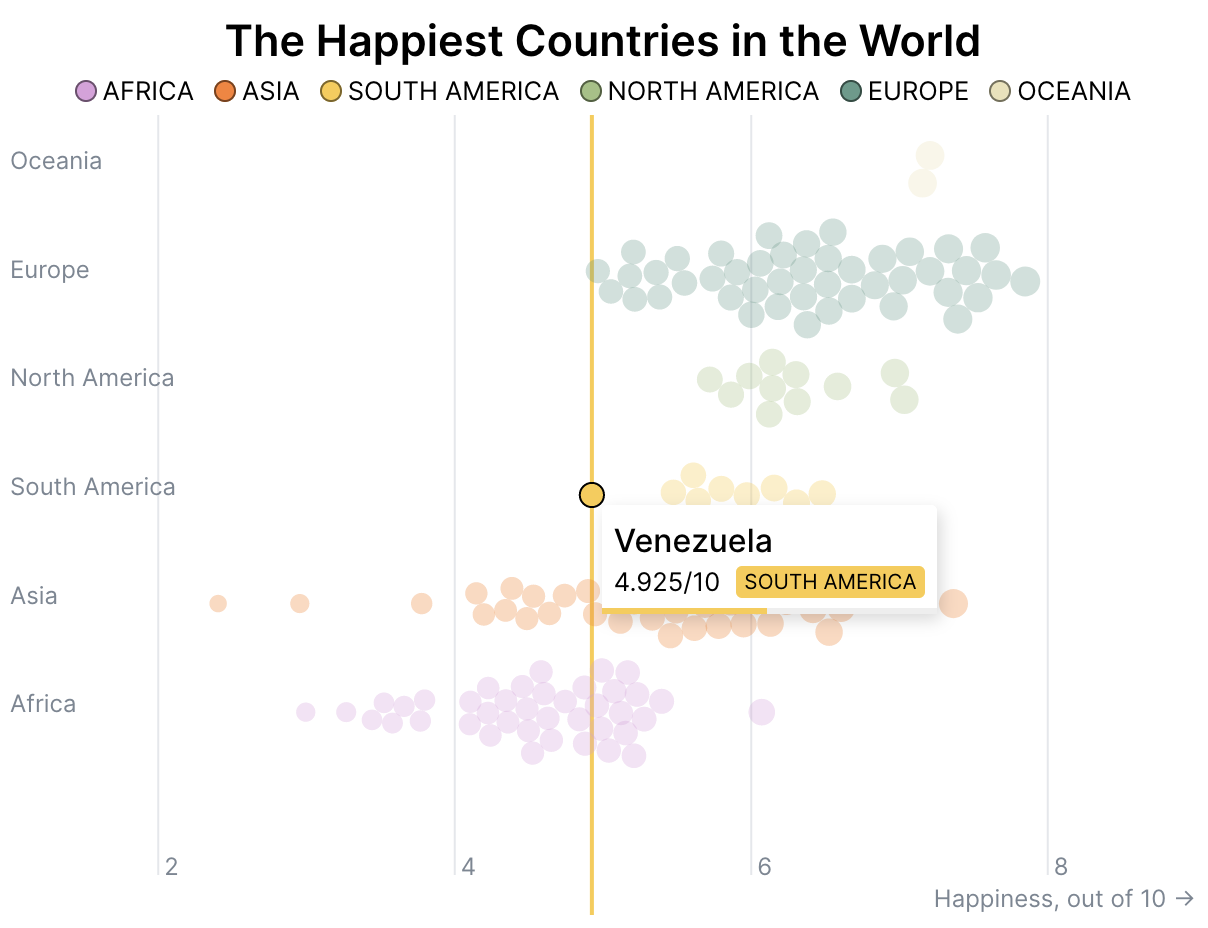 The Happiest Countries in the World
AFRICA ASIA SOUTH AMERICA NORTH AMERICA EUROPE OCEANIA
Oceania
Europe
North America
South America
Venezuela
4.925/10 SOUTH AMERICA
Asia
Africa
2 4 6 8
Happiness, out of 10 →